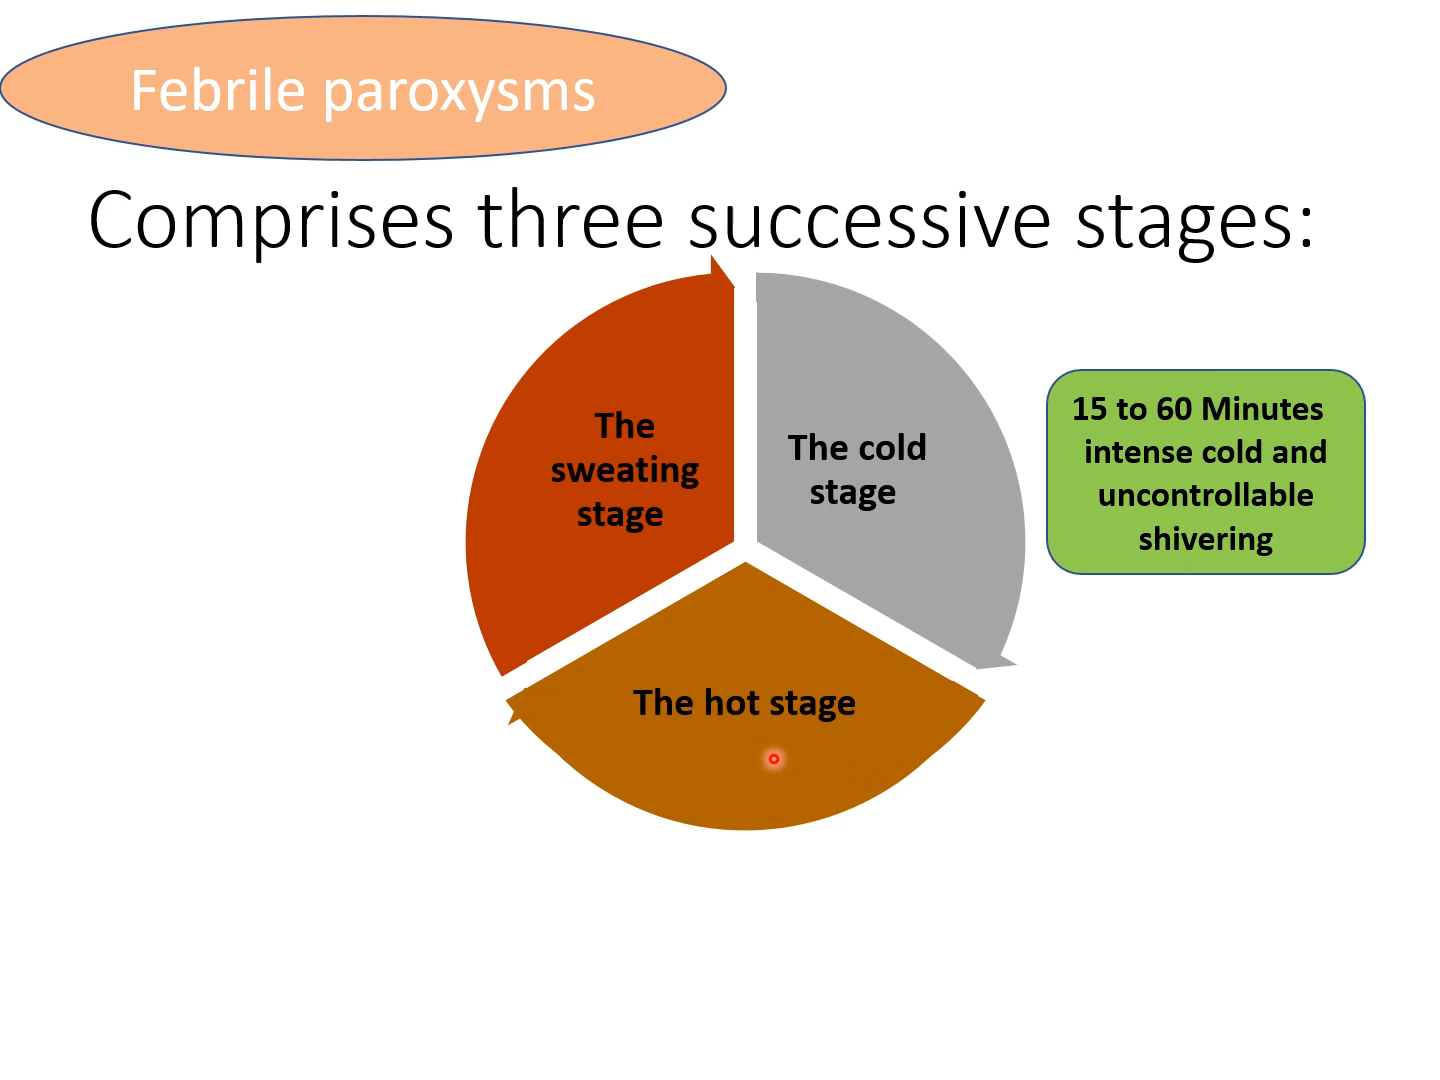 Febrile paroxysms
Comprises three successive stages:
The
sweating
stage
The cold
stage
15 to 60 Minutes
intense cold and
uncontrollable
shivering
The hot stage